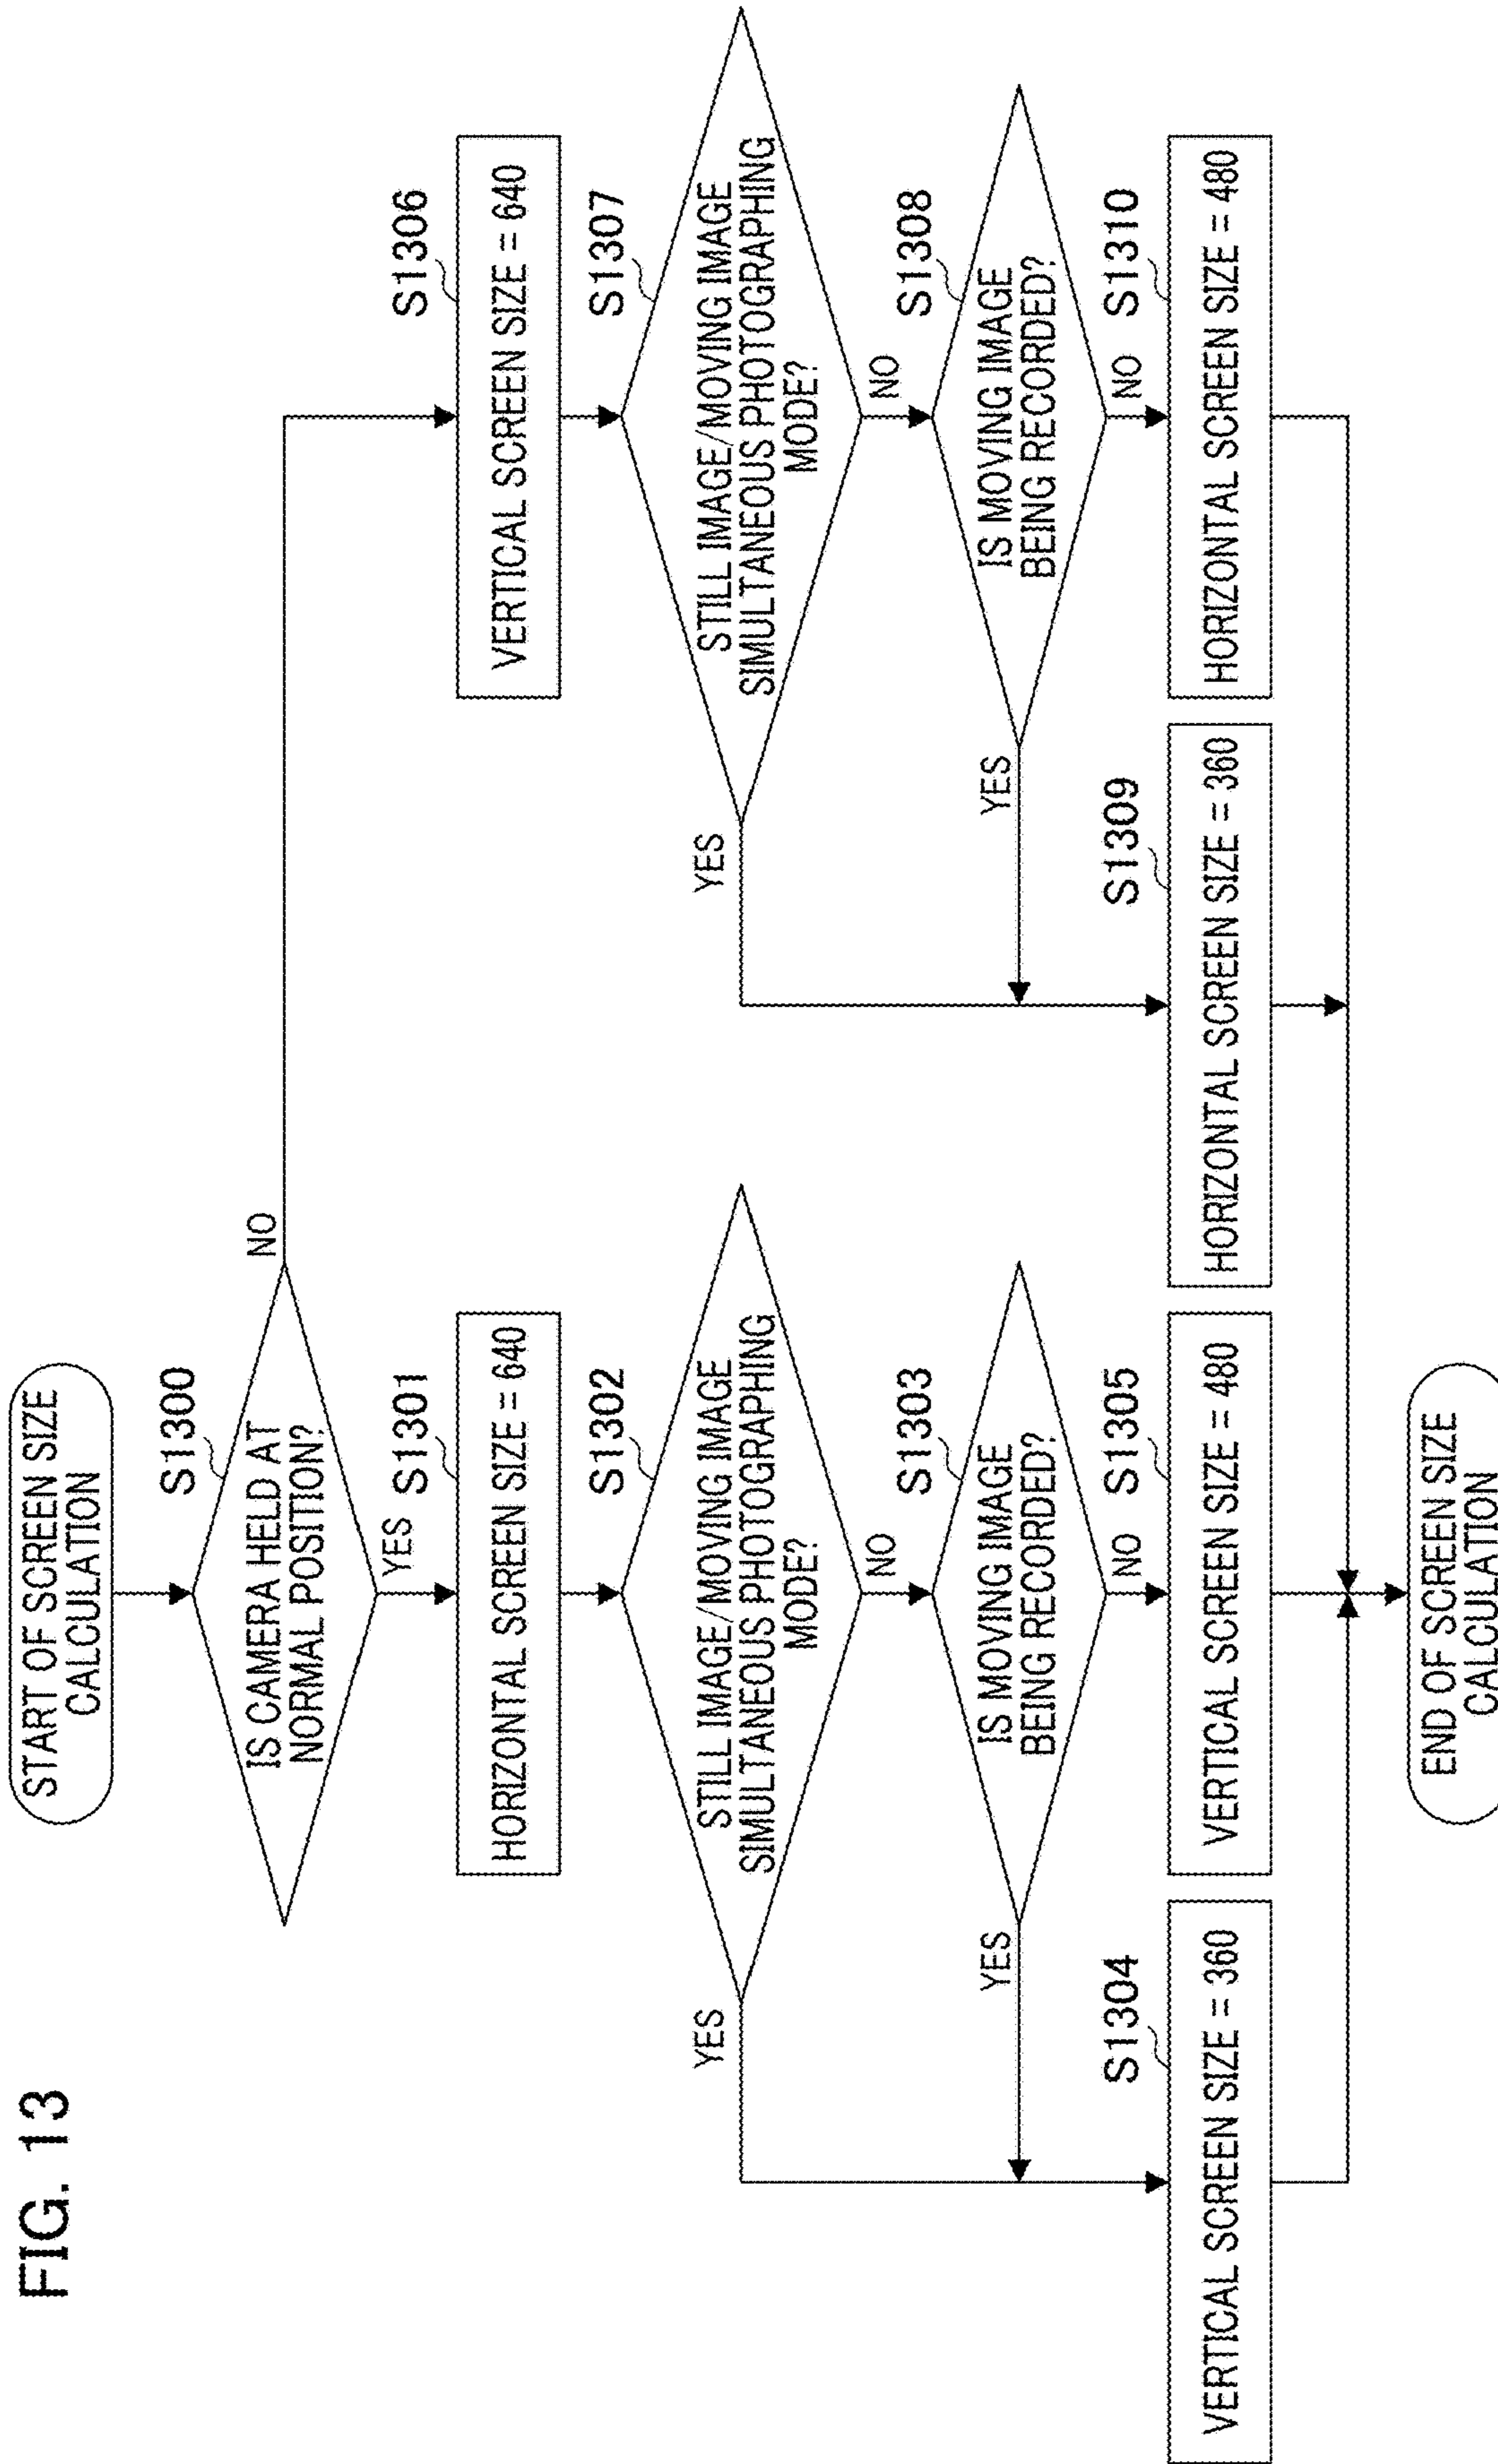 FIG. 13
START OF SCREEN SIZE
CALCULATION
S1300
IS CAMERA HELD AT
NORMAL POSITION?
NO
YES
S1301
HORIZONTAL SCREEN SIZE = 640
S1302
STILL IMAGE/MOVING IMAGE
SIMULTANEOUS PHOTOGRAPHING
MODE?
YES
NO
S1303
IS MOVING IMAGE
BEING RECORDED?
YES
NO
S1304
VERTICAL SCREEN SIZE = 360
S1305
VERTICAL SCREEN SIZE = 480
S1306
VERTICAL SCREEN SIZE = 640
S1307
STILL IMAGE/MOVING IMAGE
SIMULTANEOUS PHOTOGRAPHING
MODE?
YES
NO
S1308
IS MOVING IMAGE
BEING RECORDED?
YES
NO
S1309
HORIZONTAL SCREEN SIZE = 360
S1310
HORIZONTAL SCREEN SIZE = 480
END OF SCREEN SIZE
CALCULATION